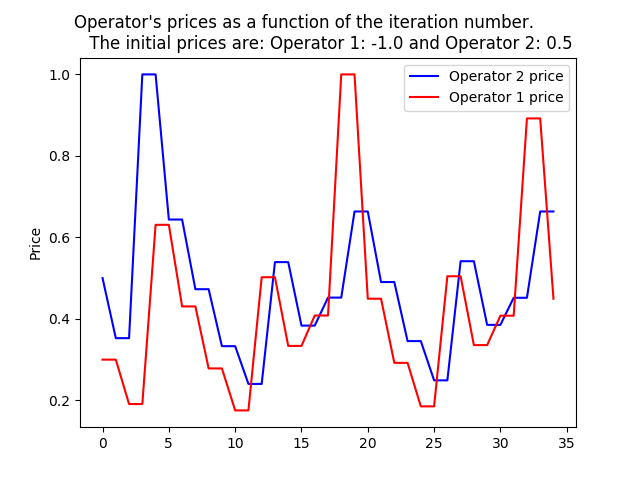 Operator's prices as a function of the iteration number.
The initial prices are: Operator 1: -1.0 and Operator 2: 0.5
Operator 2 price
Operator 1 price
Price
1.0
0.8
0.6
0.4
0.2
0 5 10 15 20 25 30 35